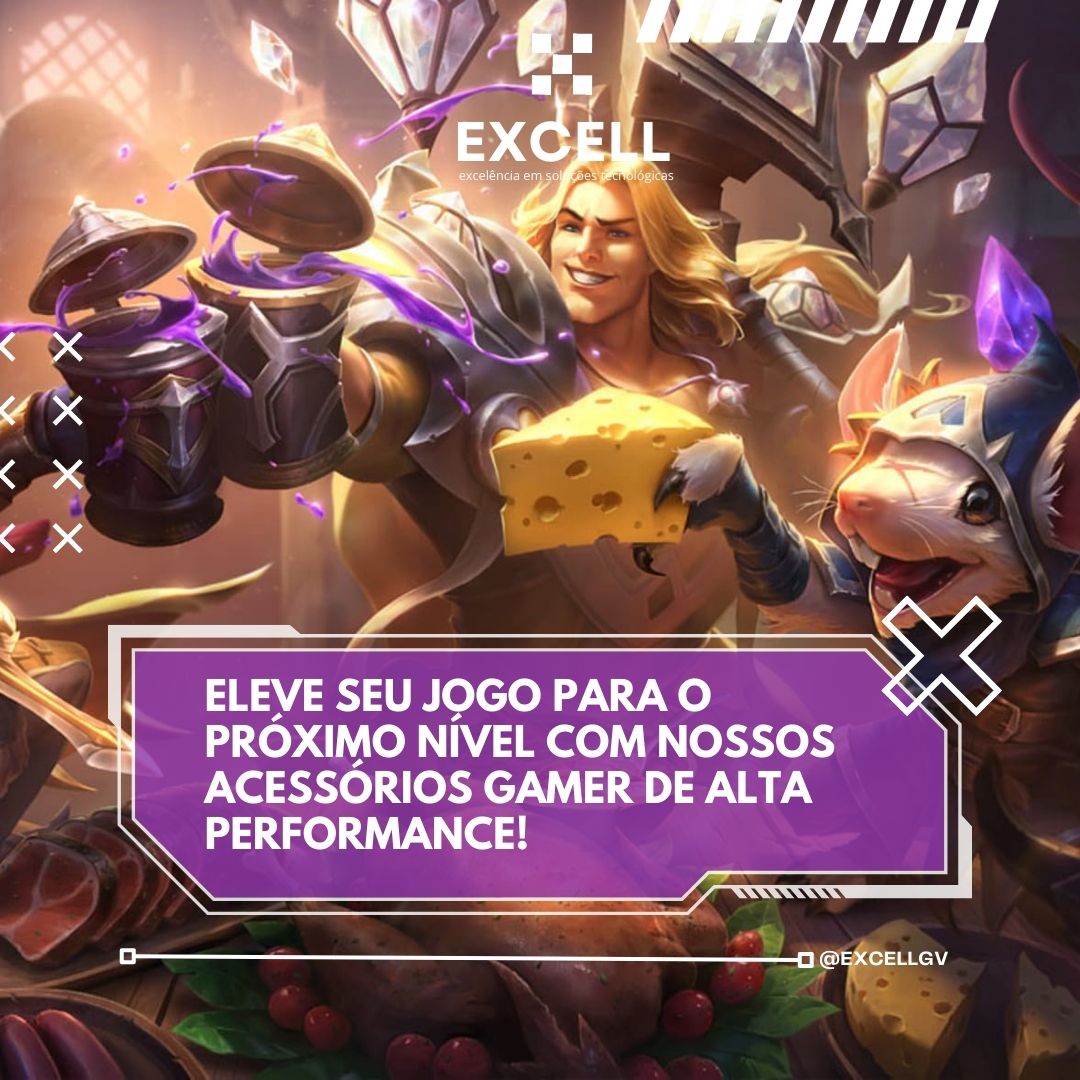 EXCELL
excelência em soluções tecnológicas
ELEVE SEU JOGO PARA O
PRÓXIMO NÍVEL COM NOSSOS
ACESSÓRIOS GAMER DE ALTA
PERFORMANCE!
@EXCELLGV